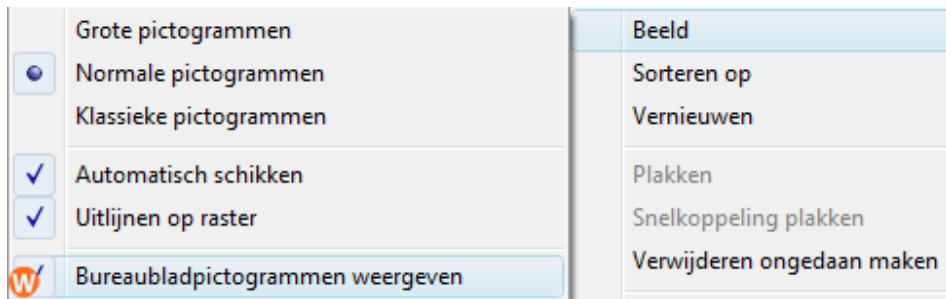 Grote pictogrammen
Normale pictogrammen
Klassieke pictogrammen
Automatisch schikken
Uitlijnen op raster
Bureaubladpictogrammen weergeven
W
Beeld
Sorteren op
Vernieuwen
Plakken
Snelkoppeling plakken
Verwijderen ongedaan maken